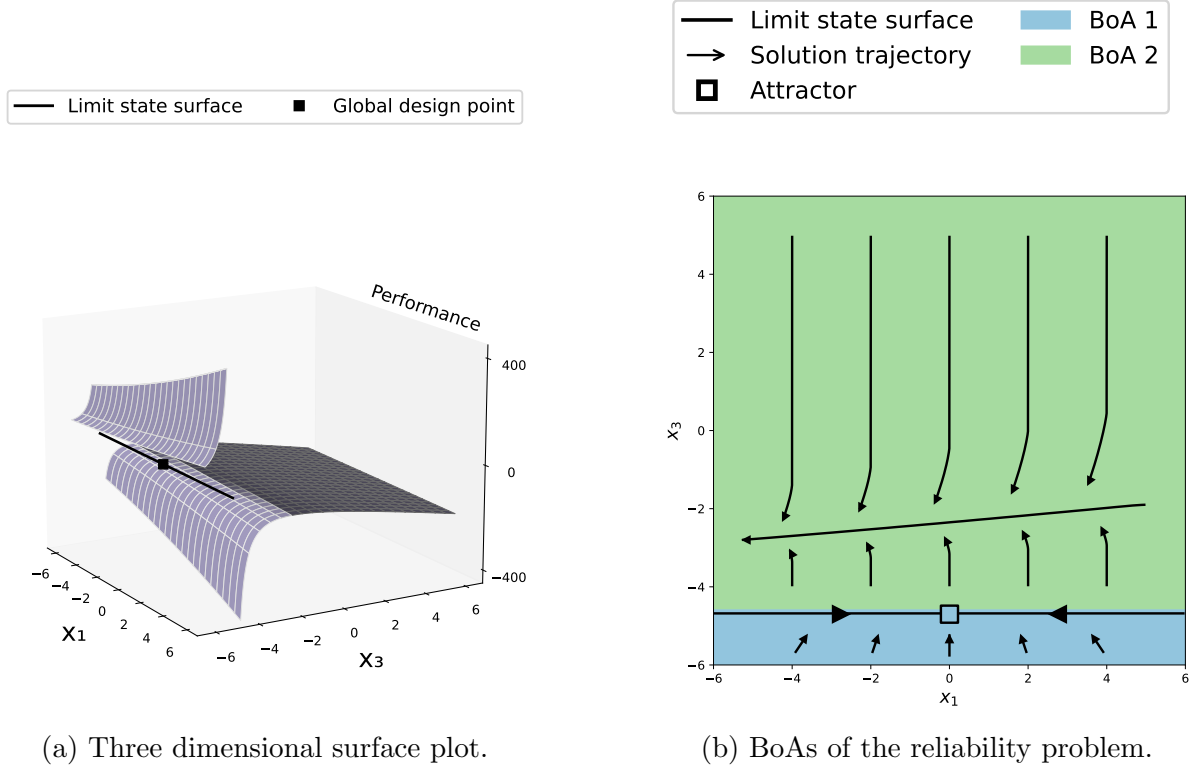 Limit state surface
Global design point
Performance
400
0
−400
−6
−4
−2
0
2
4
6
x₁
−6
−4
−2
0
2
4
6
x₃
(a) Three dimensional surface plot.
Limit state surface
Solution trajectory
Attractor
BoA 1
BoA 2
6
4
2
0
−2
−4
−6
x₃
−6
−4
−2
0
2
4
6
x₁
(b) BoAs of the reliability problem.